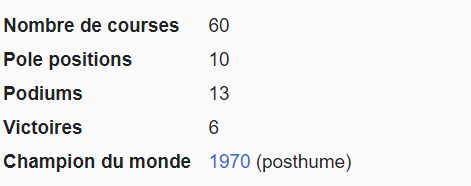 Nombre de courses 60
Pole positions 10
Podiums 13
Victoires 6
Champion du monde 1970 (posthume)